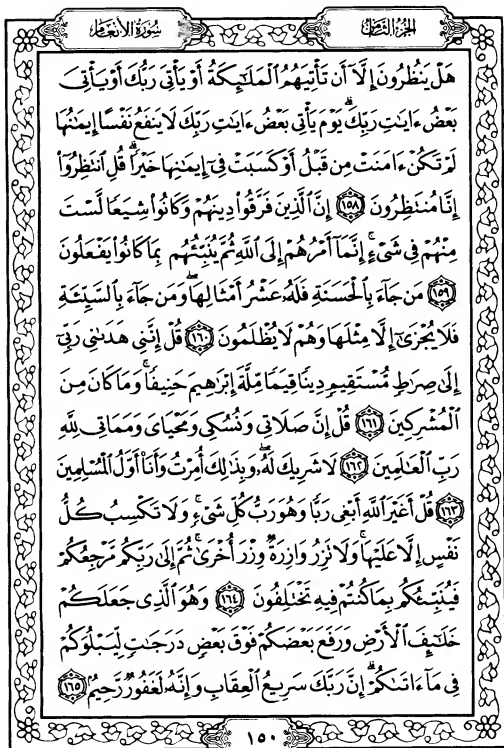 الجزء الثامن
سورة الأنعام
هَلْ يَنظُرُونَ إِلَّا أَن تَأْتِيَهُمُ الْمَلَٰٓئِكَةُ أَوْ يَأْتِىَ رَبُّكَ أَوْ يَأْتِىَ
بَعْضُ ءَايَٰتِ رَبِّكَ ۗ يَوْمَ يَأْتِى بَعْضُ ءَايَٰتِ رَبِّكَ لَا يَنفَعُ نَفْسًا إِيمَٰنُهَا
لَمْ تَكُنْ ءَامَنَتْ مِن قَبْلُ أَوْ كَسَبَتْ فِىٓ إِيمَٰنِهَا خَيْرًا ۗ قُلِ ٱنتَظِرُوٓا۟
إِنَّا مُنتَظِرُونَ ١٥٨ إِنَّ ٱلَّذِينَ فَرَّقُوا۟ دِينَهُمْ وَكَانُوا۟ شِيَعًا لَّسْتَ
مِنْهُمْ فِى شَىْءٍ ۚ إِنَّمَآ أَمْرُهُمْ إِلَى ٱللَّهِ ثُمَّ يُنَبِّئُهُم بِمَا كَانُوا۟ يَفْعَلُونَ
١٥٩ مَن جَآءَ بِٱلْحَسَنَةِ فَلَهُۥ عَشْرُ أَمْثَالِهَا ۖ وَمَن جَآءَ بِٱلسَّيِّئَةِ
فَلَا يُجْزَىٰٓ إِلَّا مِثْلَهَا وَهُمْ لَا يُظْلَمُونَ ١٦٠ قُلْ إِنَّنِى هَدَىٰنِى رَبِّىٓ
إِلَىٰ صِرَٰطٍ مُّسْتَقِيمٍ دِينًا قِيَمًا مِّلَّةَ إِبْرَٰهِيمَ حَنِيفًا ۚ وَمَا كَانَ مِنَ
ٱلْمُشْرِكِينَ ١٦١ قُلْ إِنَّ صَلَاتِى وَنُسُكِى وَمَحْيَاىَ وَمَمَاتِى لِلَّهِ
رَبِّ ٱلْعَٰلَمِينَ ١٦٢ لَا شَرِيكَ لَهُۥ ۖ وَبِذَٰلِكَ أُمِرْتُ وَأَنَا۠ أَوَّلُ ٱلْمُسْلِمِينَ
١٦٣ قُلْ أَغَيْرَ ٱللَّهِ أَبْغِى رَبًّا وَهُوَ رَبُّ كُلِّ شَىْءٍ ۚ وَلَا تَكْسِبُ كُلُّ
نَفْسٍ إِلَّا عَلَيْهَا ۚ وَلَا تَزِرُ وَازِرَةٌ وِزْرَ أُخْرَىٰ ۚ ثُمَّ إِلَىٰ رَبِّكُم مَّرْجِعُكُمْ
فَيُنَبِّئُكُم بِمَا كُنتُمْ فِيهِ تَخْتَلِفُونَ ١٦٤ وَهُوَ ٱلَّذِى جَعَلَكُمْ
خَلَٰٓئِفَ ٱلْأَرْضِ وَرَفَعَ بَعْضَكُمْ فَوْقَ بَعْضٍ دَرَجَٰتٍ لِّيَبْلُوَكُمْ
فِى مَآ ءَاتَىٰكُمْ ۗ إِنَّ رَبَّكَ سَرِيعُ ٱلْعِقَابِ وَإِنَّهُۥ لَغَفُورٌ رَّحِيمٌ ١٦٥
١٥٠